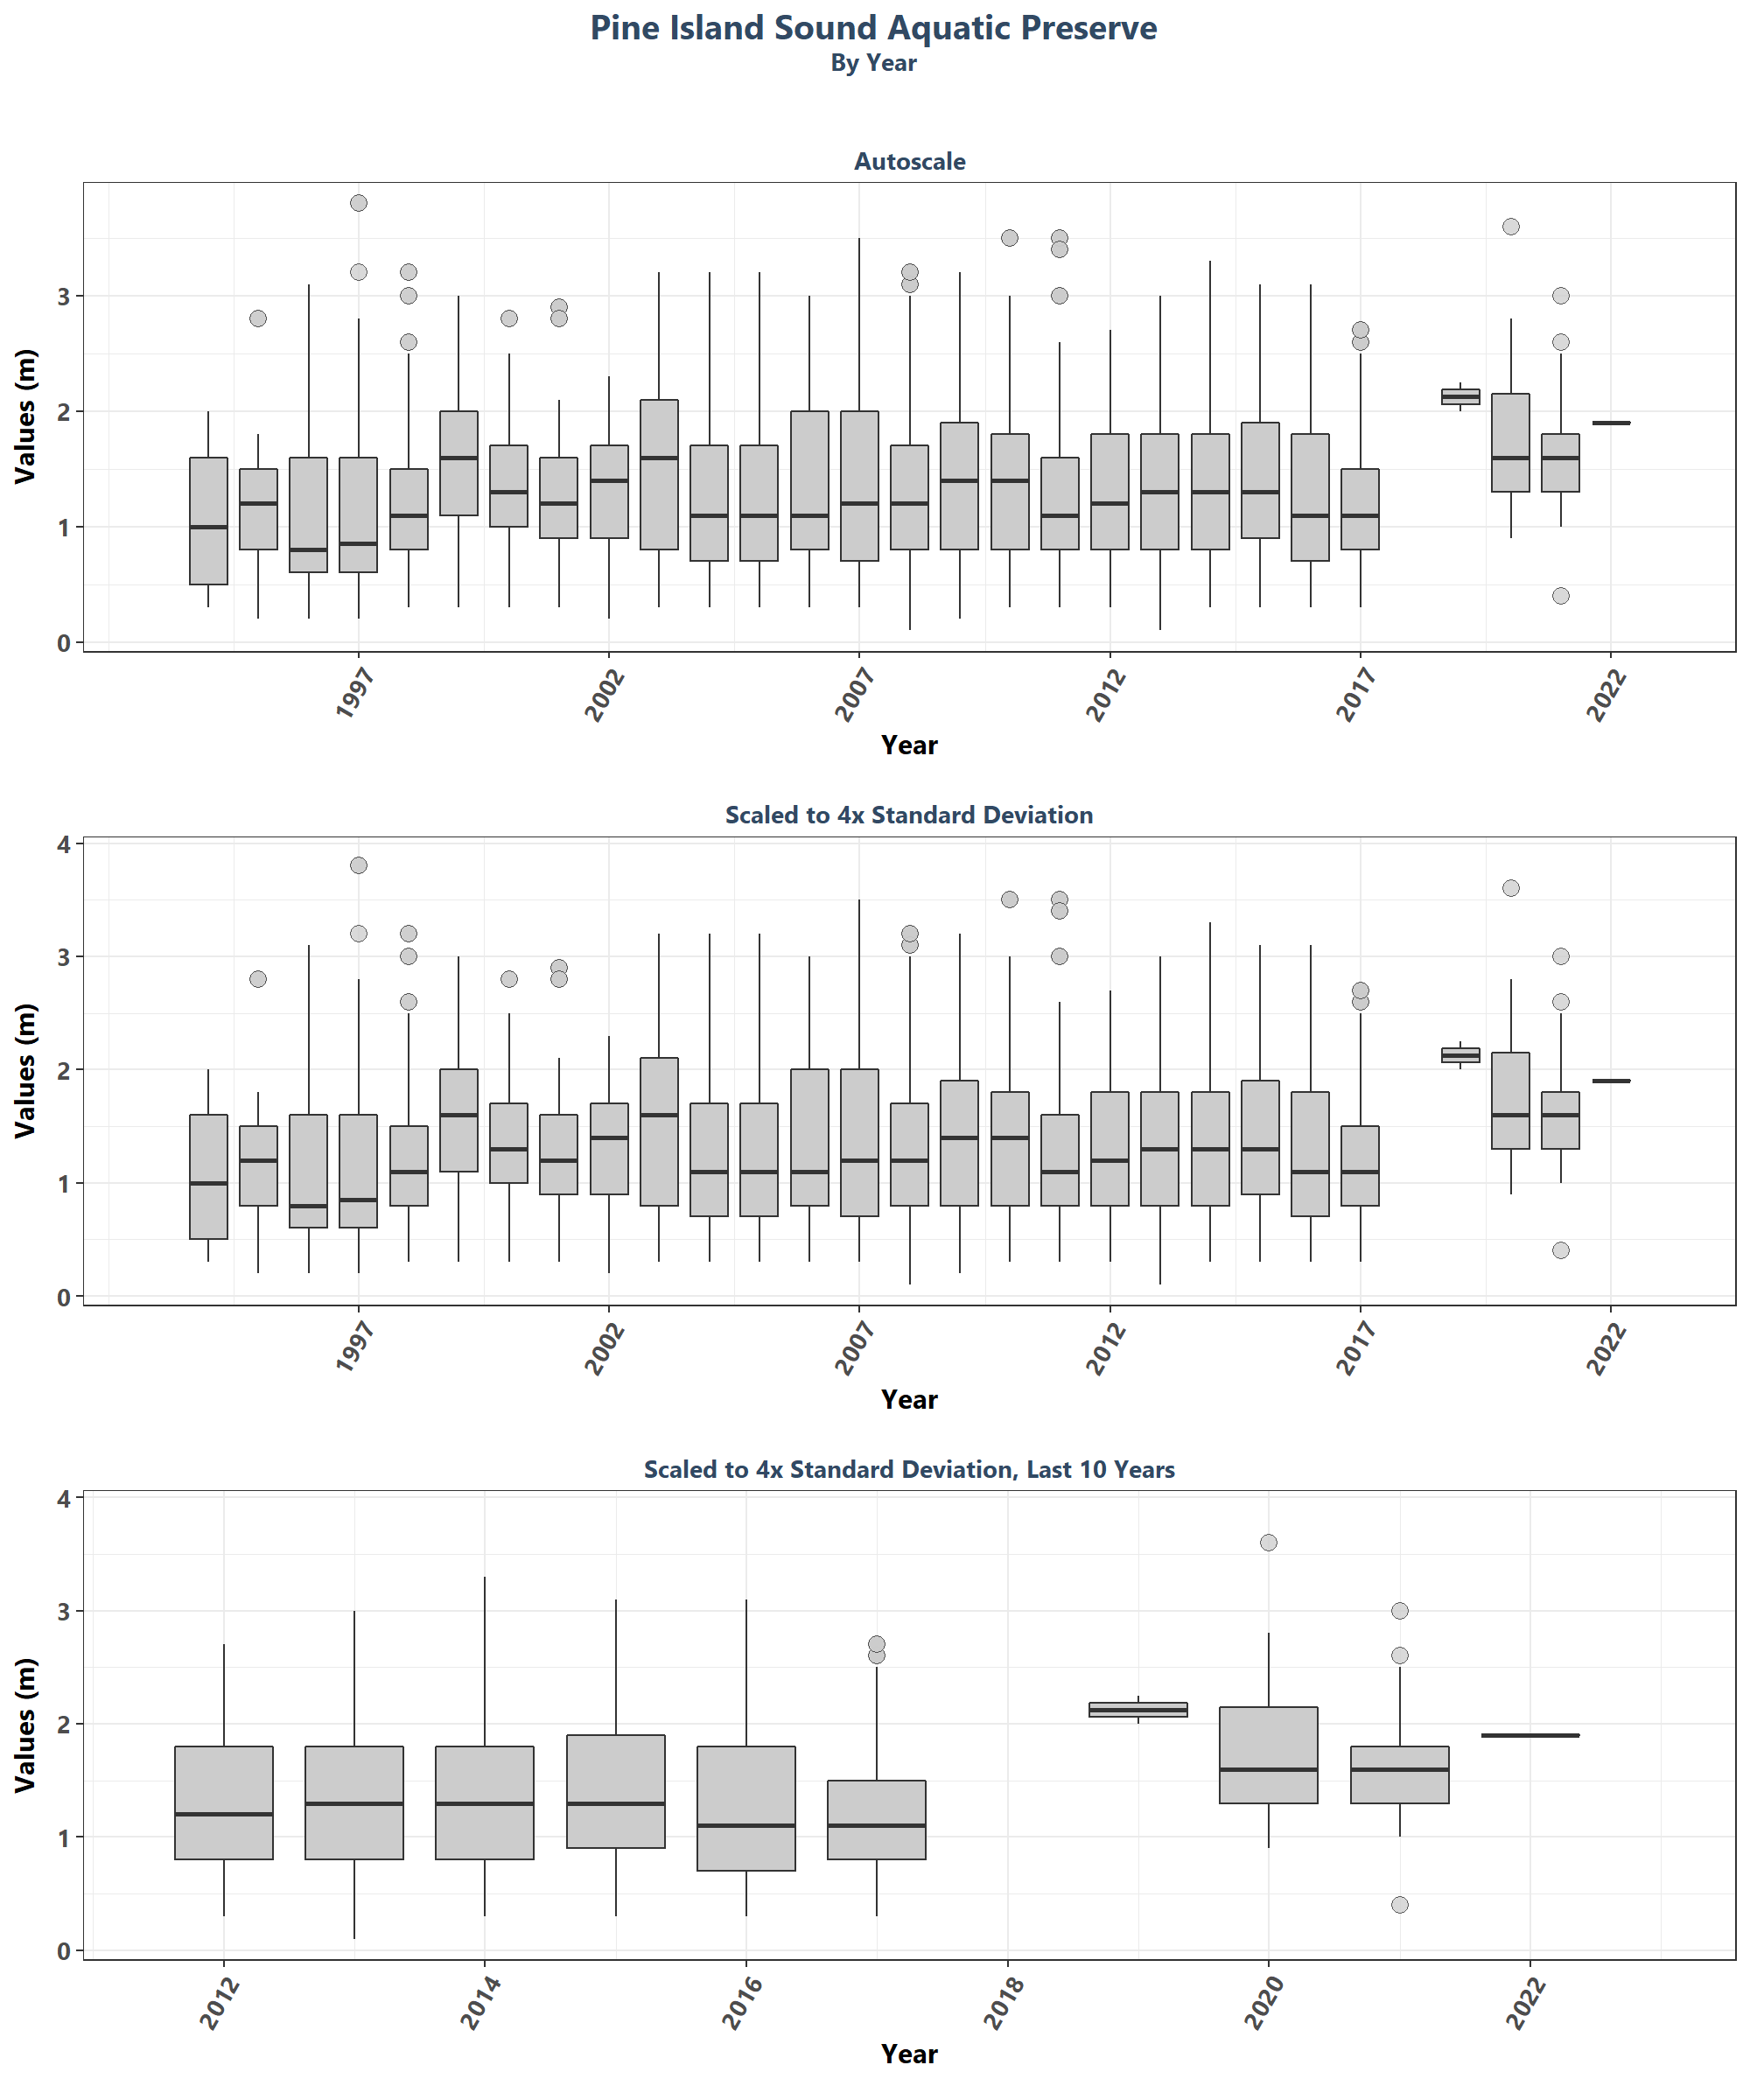 Pine Island Sound Aquatic Preserve
By Year
Autoscale
Values (m)
3
2
1
0
1997
2002
2007
2012
2017
2022
Year
Scaled to 4x Standard Deviation
Values (m)
4
3
2
1
0
1997
2002
2007
2012
2017
2022
Year
Scaled to 4x Standard Deviation, Last 10 Years
Values (m)
4
3
2
1
0
2012
2014
2016
2018
2020
2022
Year